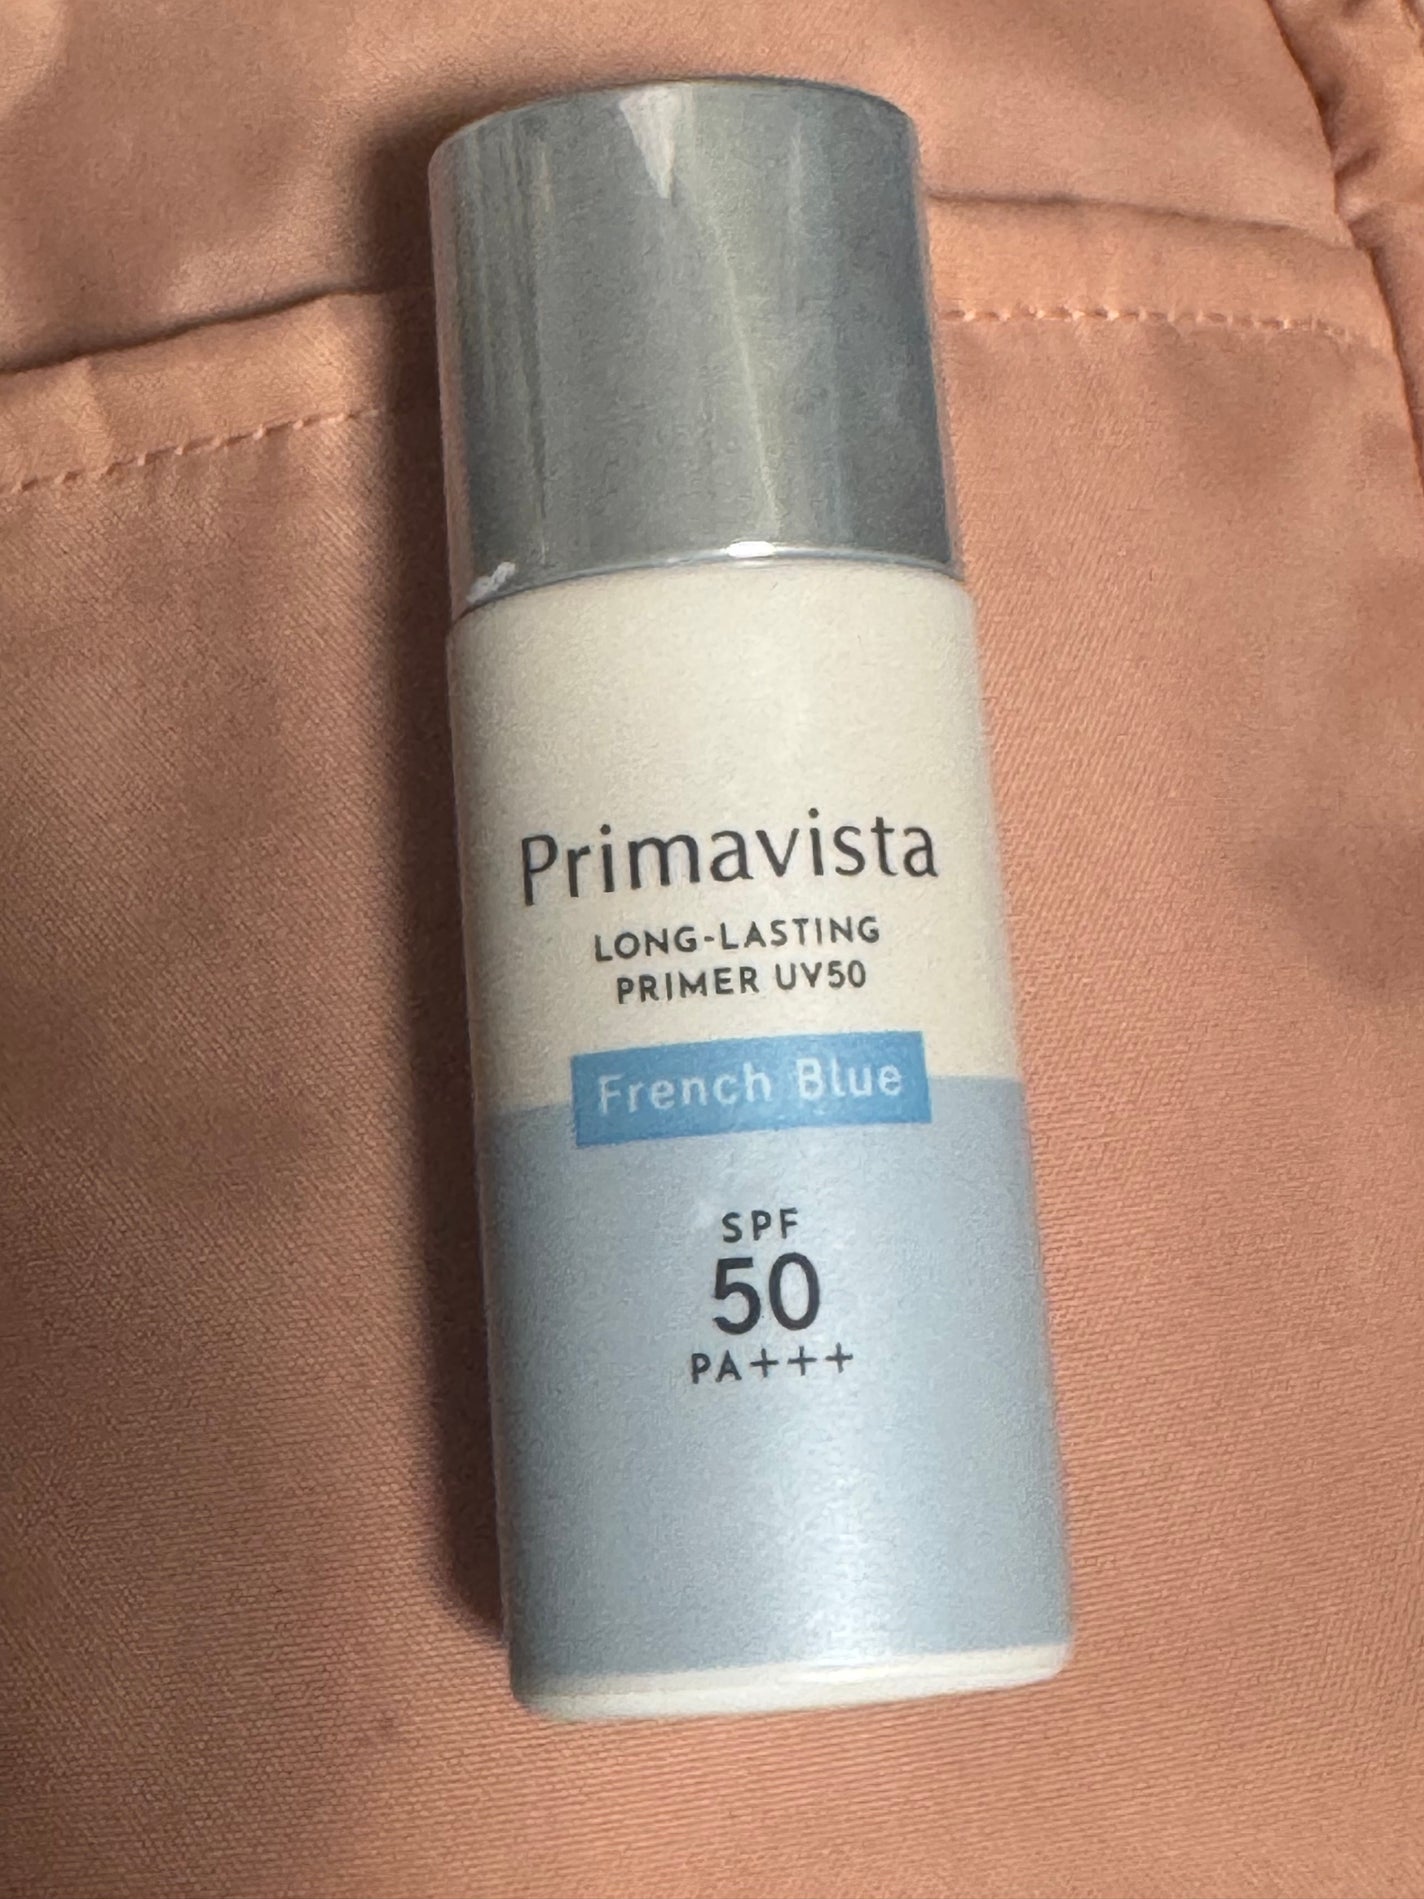 Primavista
LONG-LASTING
PRIMER UV50
French Blue
SPF
50
PA+++